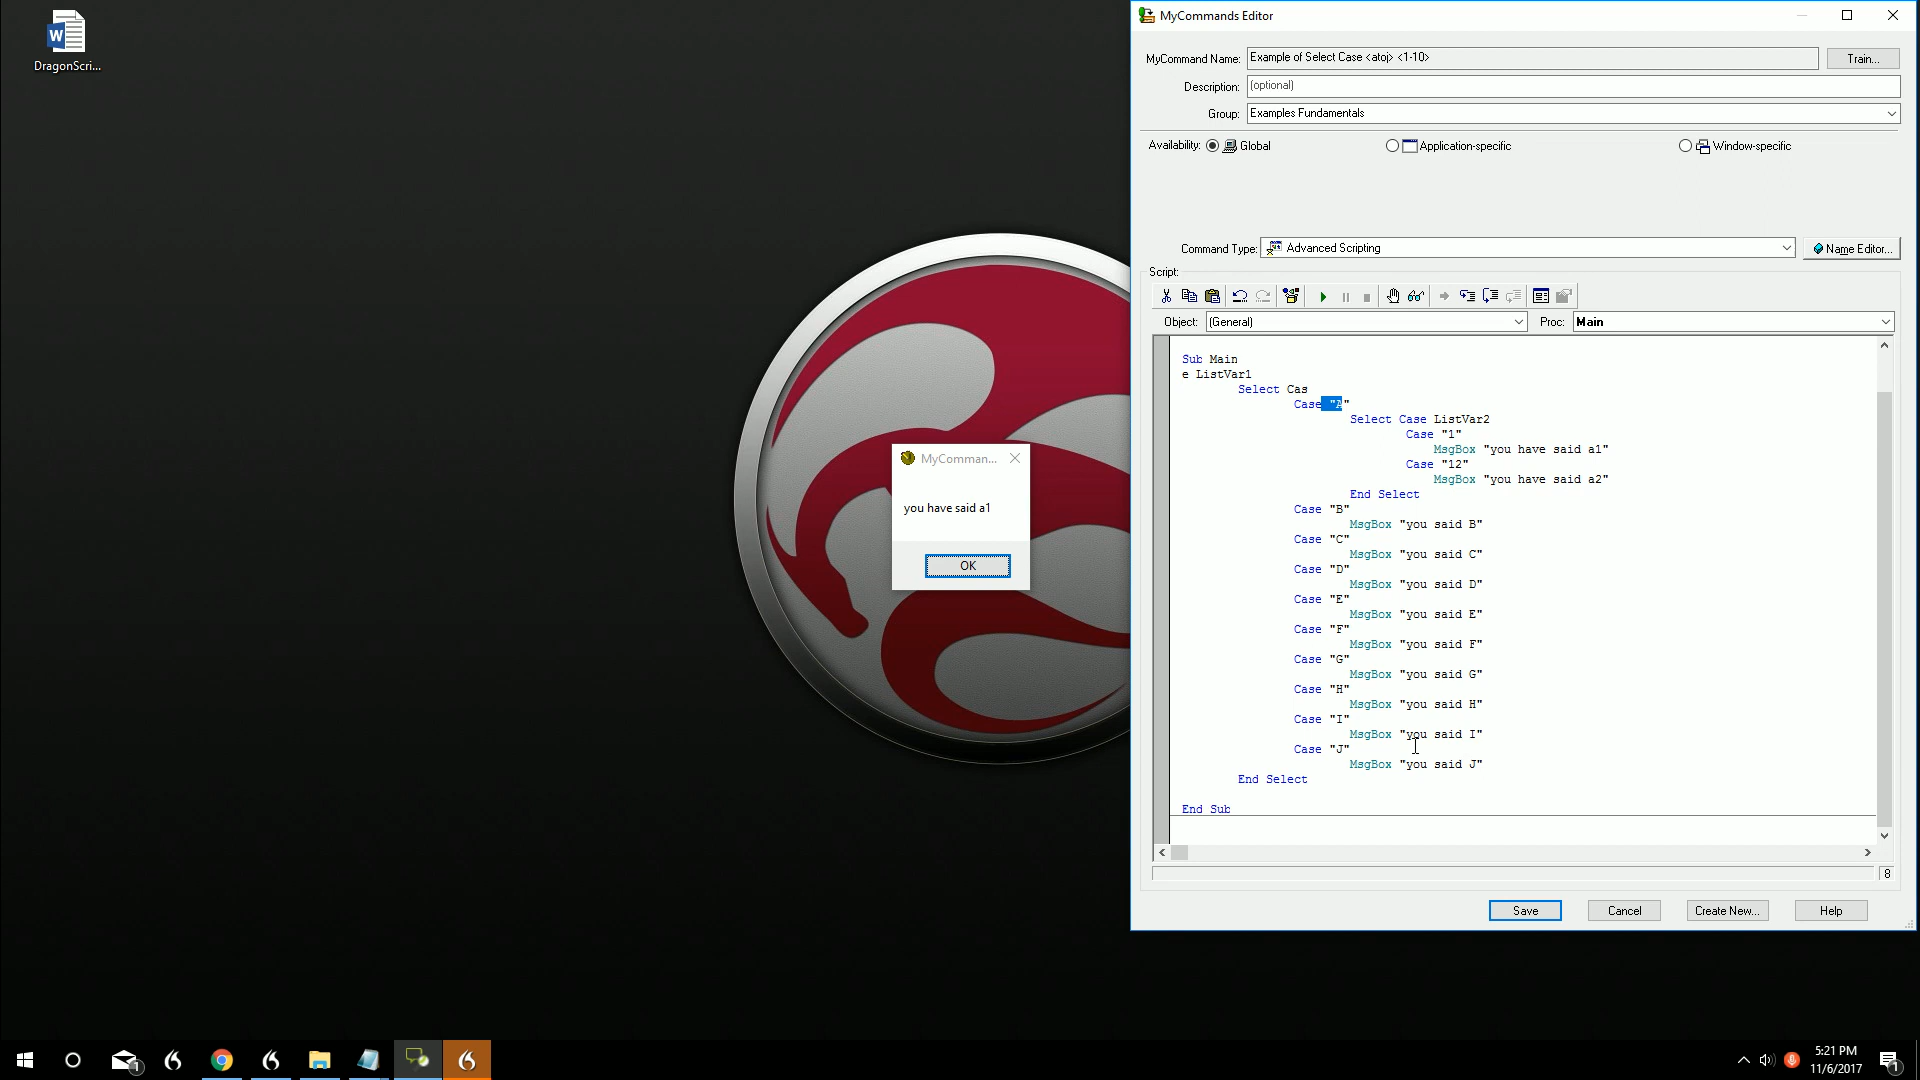 DragonScri...
MyCommands Editor
MyCommand Name: Example of Select Case <atoj> <1-10> Train...
Description: (optional)
Group: Examples Fundamentals
Availability: Global Application-specific Window-specific
Command Type: Advanced Scripting Name Editor...
Script:
Object: (General) Proc: Main
Sub Main
e ListVar1
Select Cas
Case "A"
Select Case ListVar2
Case "1"
MsgBox "you have said a1"
Case "12"
MsgBox "you have said a2"
End Select
Case "B"
MsgBox "you said B"
Case "C"
MsgBox "you said C"
Case "D"
MsgBox "you said D"
Case "E"
MsgBox "you said E"
Case "F"
MsgBox "you said F"
Case "G"
MsgBox "you said G"
Case "H"
MsgBox "you said H"
Case "I"
MsgBox "you said I"
Case "J"
MsgBox "you said J"
End Select
End Sub
8
Save Cancel Create New... Help
MyComman...
you have said a1
OK
1
5:21 PM
11/6/2017
1